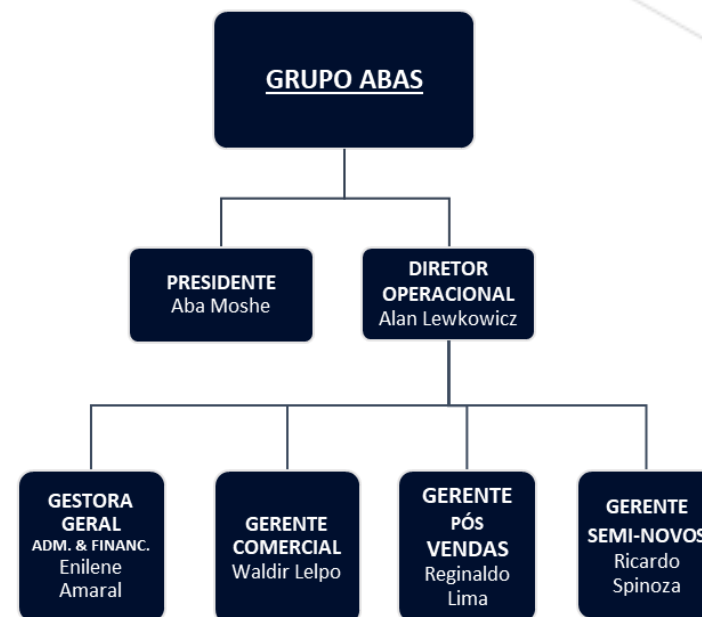 GRUPO ABAS
PRESIDENTE
Aba Moshe
DIRETOR
OPERACIONAL
Alan Lewkowicz
GESTORA
GERAL
ADM. & FINANC.
Enilene
Amaral
GERENTE
COMERCIAL
Waldir Lelpo
GERENTE
PÓS
VENDAS
Reginaldo
Lima
GERENTE
SEMI-NOVOS
Ricardo
Spinoza